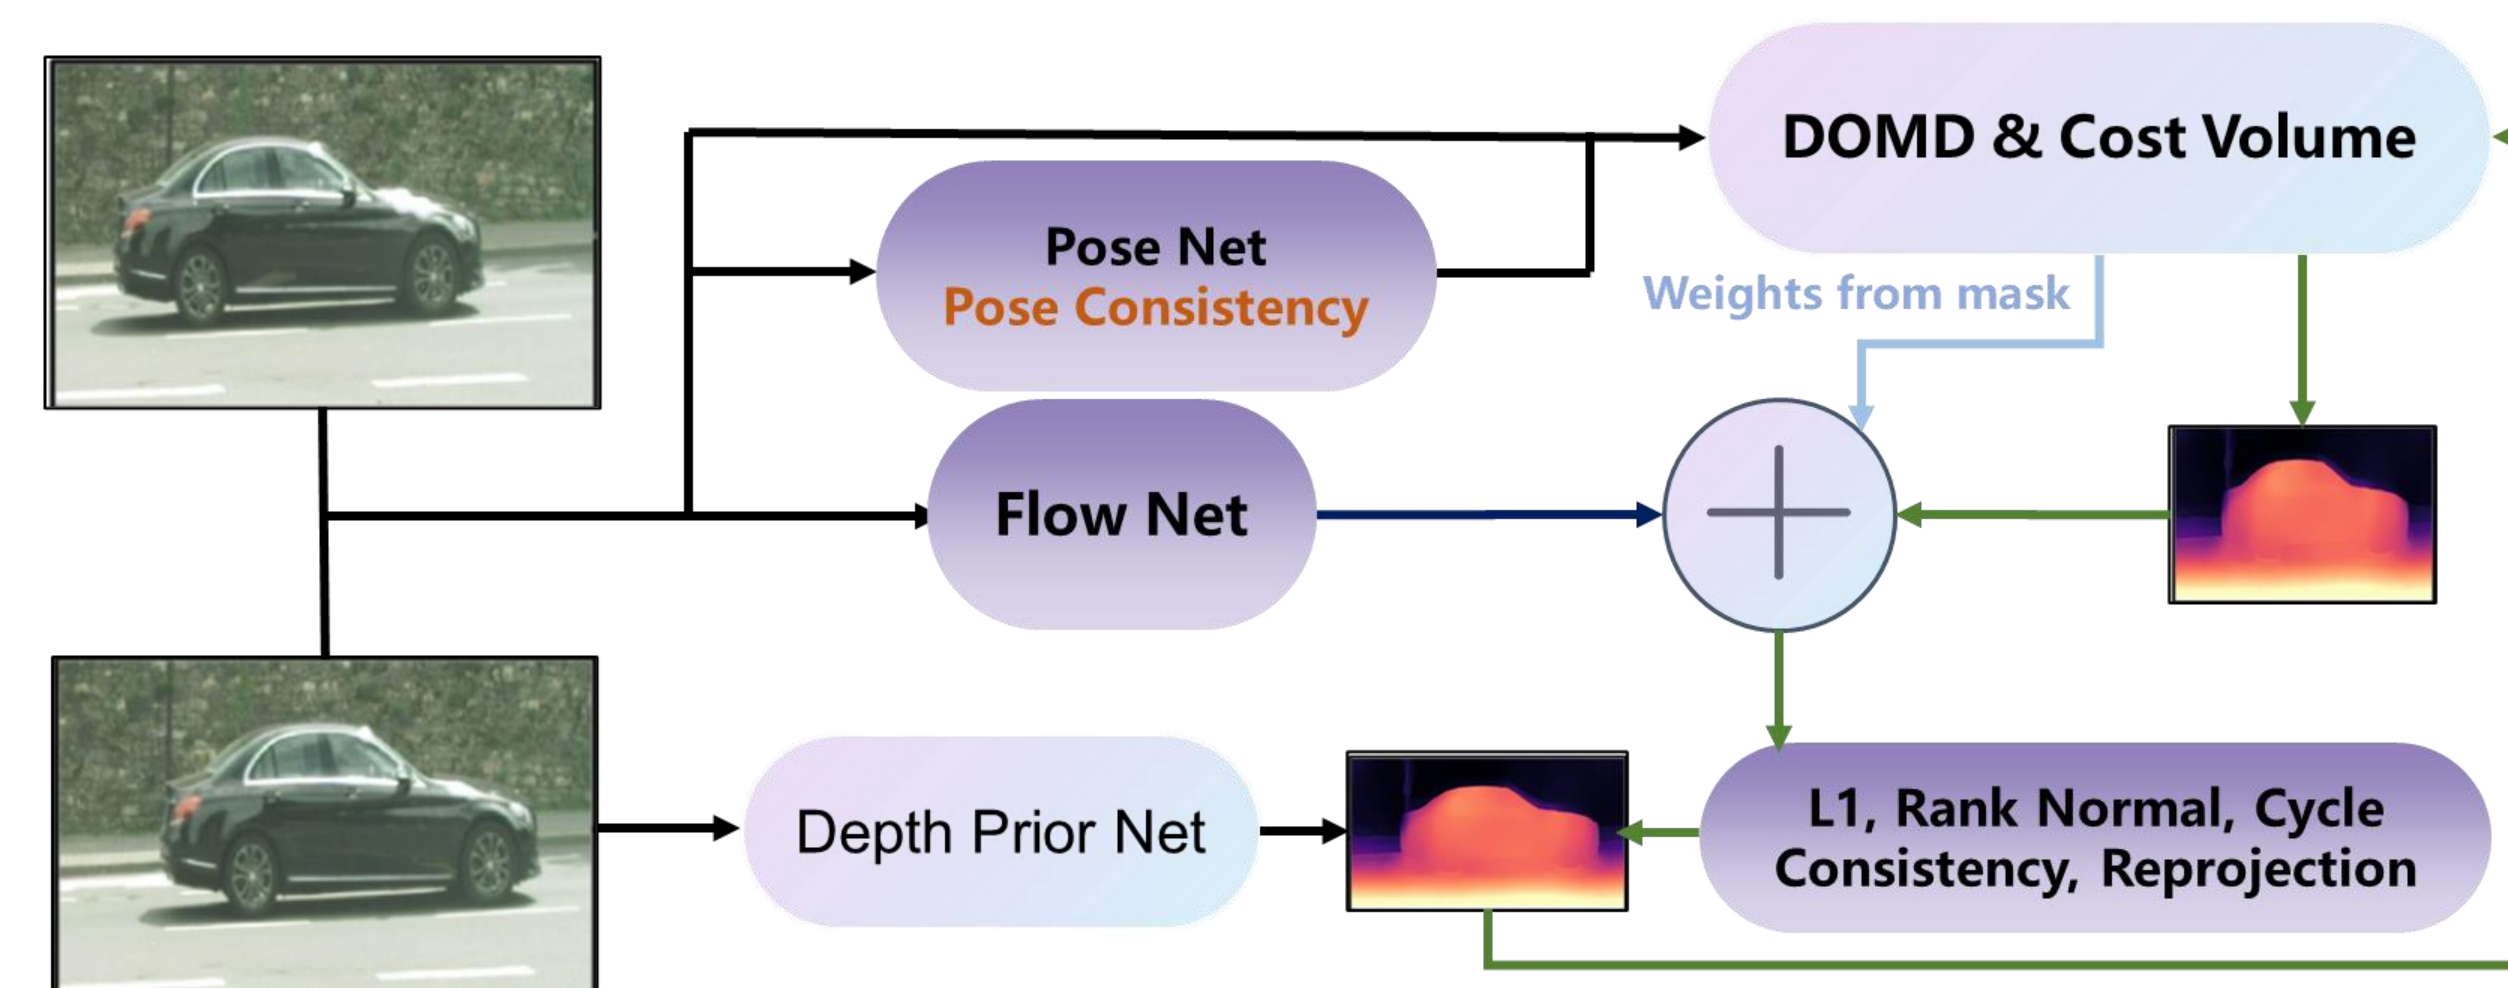 DOMD & Cost Volume
Pose Net
Pose Consistency
Weights from mask
Flow Net
Depth Prior Net
L1, Rank Normal, Cycle
Consistency, Reprojection